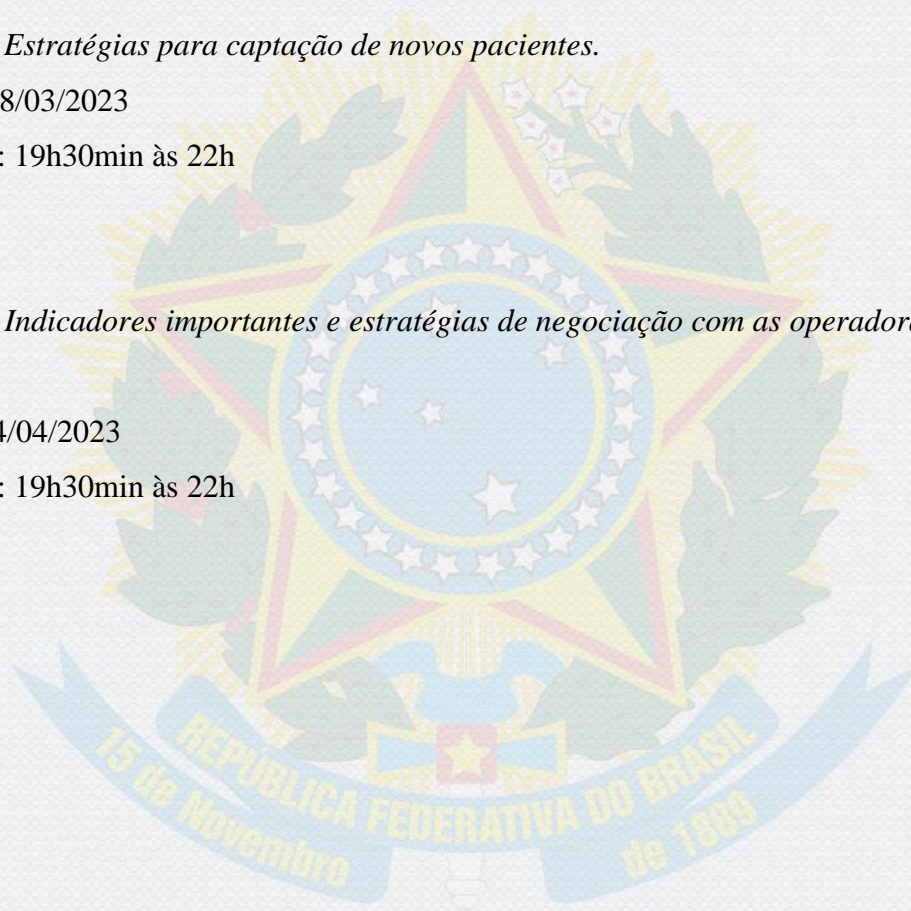 Estratégias para captação de novos pacientes.
8/03/2023
: 19h30min às 22h
Indicadores importantes e estratégias de negociação com as operador
4/04/2023
: 19h30min às 22h
REPÚBLICA FEDERATIVA DO BRASIL
15 de Novembro
de 1889